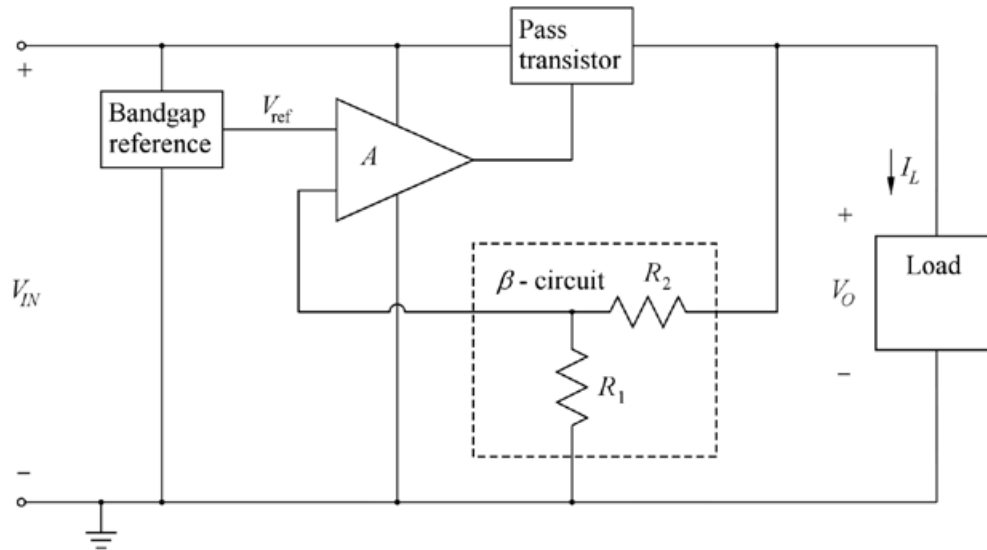 Pass
transistor
+
Bandgap
reference
V_ref
A
I_L
+
Load
V_IN
β - circuit
R_2
V_O
R_1
−
−